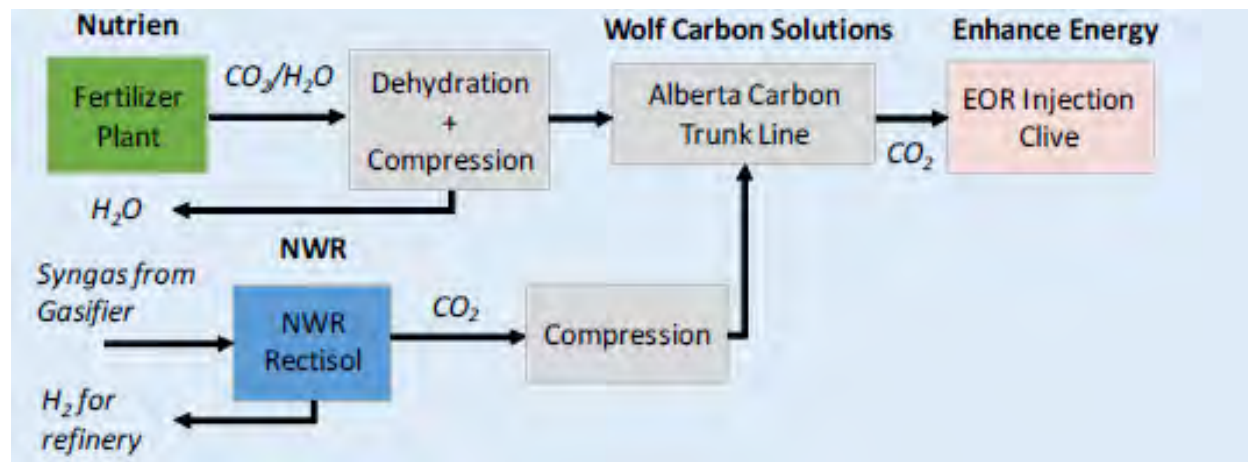 Nutrien
Wolf Carbon Solutions
Enhance Energy
Fertilizer
Plant
CO₂/H₂O
Dehydration
+
Compression
Alberta Carbon
Trunk Line
CO₂
EOR Injection
Clive
H₂O
NWR
Syngas from
Gasifier
NWR
Rectisol
CO₂
Compression
H₂ for
refinery